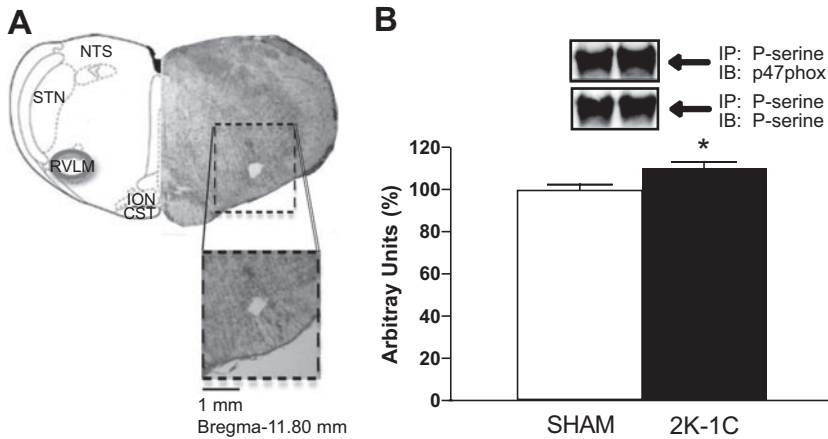 A
NTS
STN
RVLM
ION
CST
1 mm
Bregma-11.80 mm
B
IP: P-serine
IB: p47phox
IP: P-serine
IB: P-serine
*
Arbitray Units (%)
120
100
80
60
40
20
0
SHAM
2K-1C